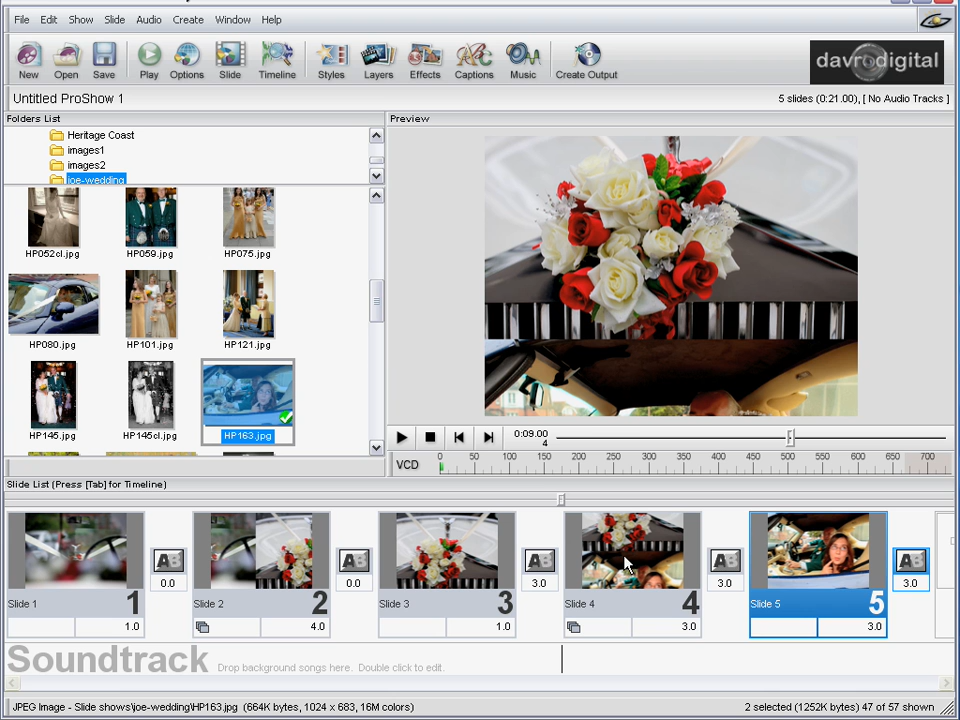 File Edit Show Slide Audio Create Window Help
New Open Save Play Options Slide Timeline Styles Layers Effects Captions Music Create Output
davrodigital
Untitled ProShow 1
5 slides (0:21.00), [ No Audio Tracks ]
Folders List
Preview
Heritage Coast
images1
images2
joe-wedding
HP052cl.jpg HP059.jpg HP075.jpg
HP080.jpg HP101.jpg HP121.jpg
HP145.jpg HP145cl.jpg HP163.jpg
0:09.00
4
VCD 0 50 100 150 200 250 300 350 400 450 500 550 600 650 700
Slide List (Press [Tab] for Timeline)
AB AB AB AB AB
0.0 0.0 3.0 3.0 3.0
Slide 1 1 Slide 2 2 Slide 3 3 Slide 4 4 Slide 5 5
1.0 4.0 1.0 3.0 3.0
Soundtrack Drop background songs here. Double click to edit.
JPEG Image - Slide shows\joe-wedding\HP163.jpg (664K bytes, 1024 x 683, 16M colors)
2 selected (1252K bytes) 47 of 57 shown